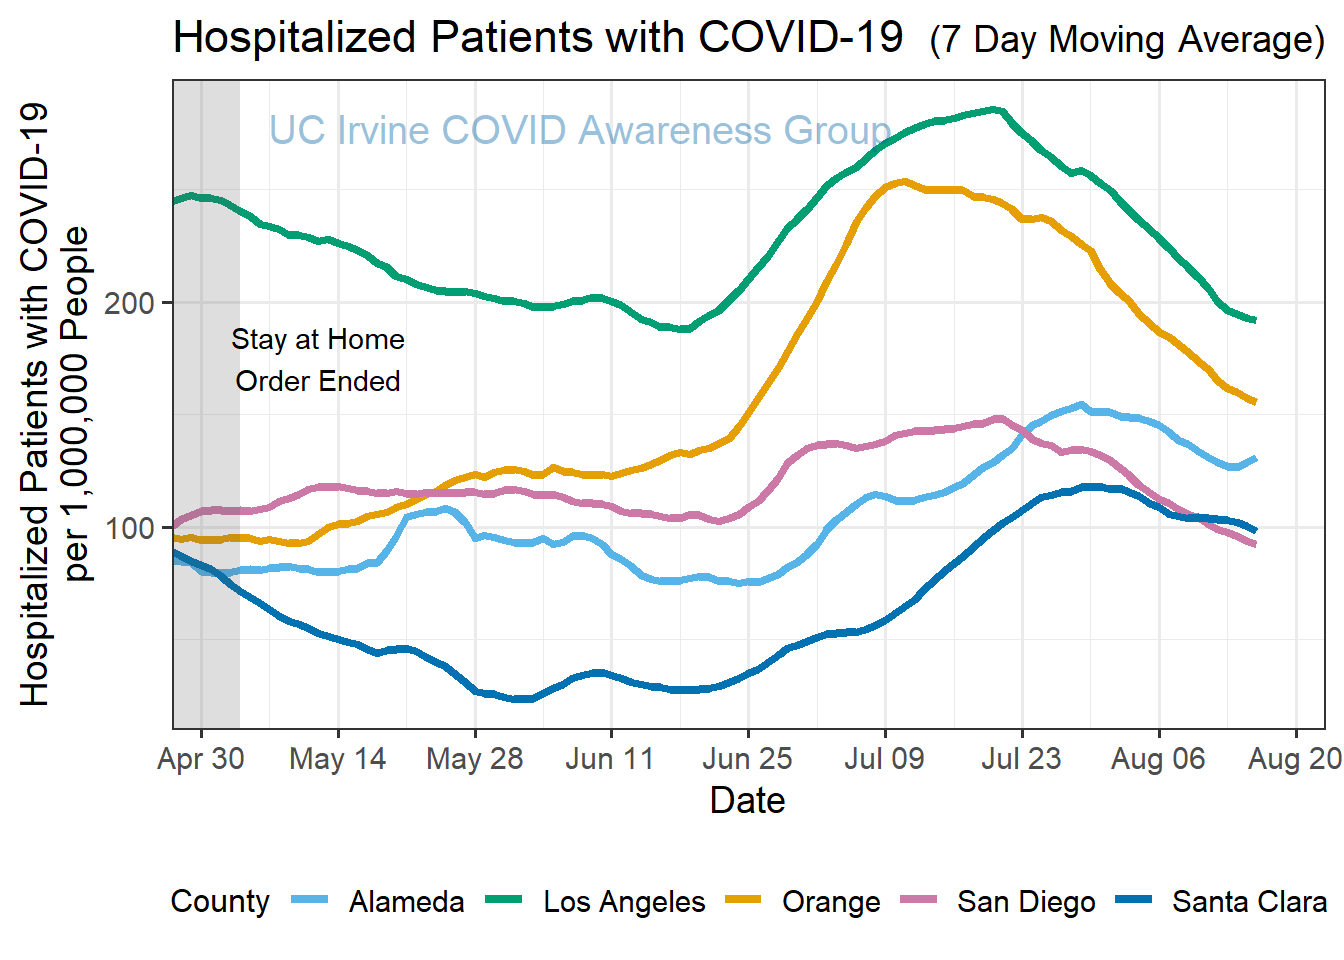 Hospitalized Patients with COVID-19 (7 Day Moving Average)
UC Irvine COVID Awareness Group
Hospitalized Patients with COVID-19
per 1,000,000 People
200
100
Stay at Home
Order Ended
Apr 30 May 14 May 28 Jun 11 Jun 25 Jul 09 Jul 23 Aug 06 Aug 20
Date
County Alameda Los Angeles Orange San Diego Santa Clara